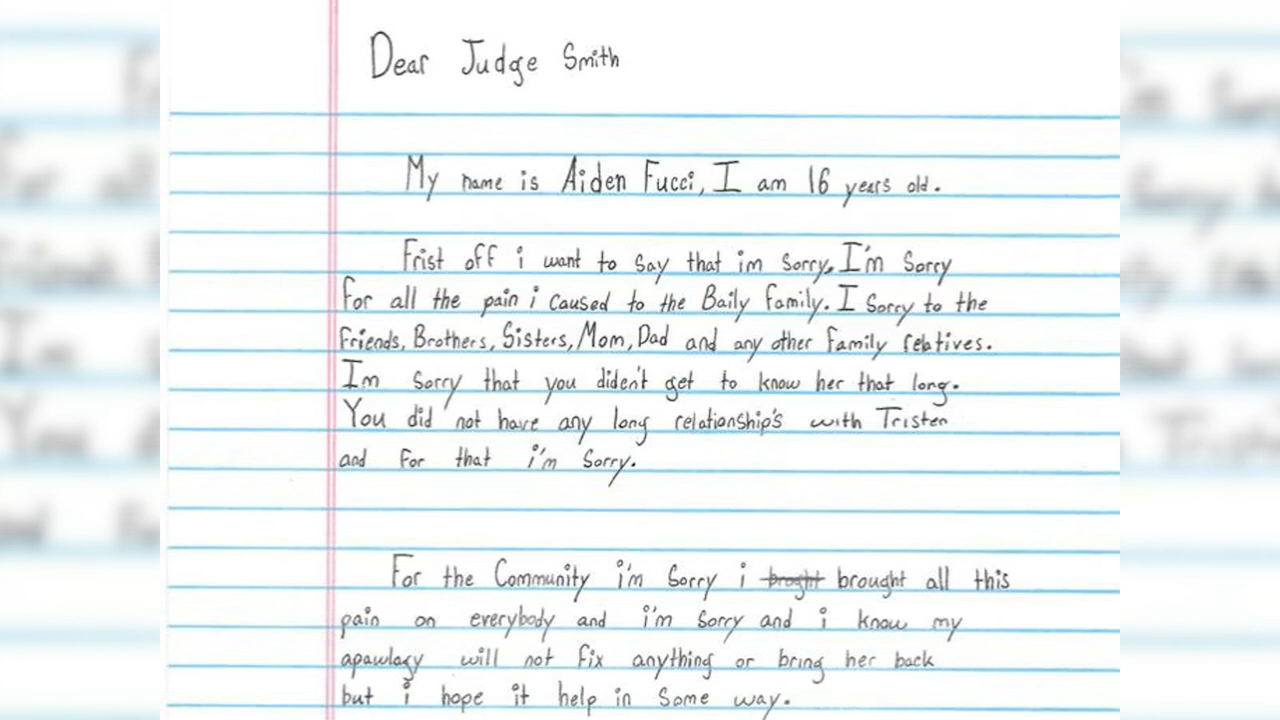 Dear Judge Smith
My name is Aiden Fucci, I am 16 years old.
Frist off i want to say that im sorry. I'm sorry
for all the pain i caused to the Baily family. I sorry to the
friends, Brothers, Sisters, Mom, Dad and any other family relatives.
Im sorry that you diden't get to know her that long.
You did not have any long relationship's with Tristen
and for that i'm sorry.
For the Community i'm sorry i broght brought all this
pain on everybody and i'm sorry and i know my
apawlagy will not fix anything or bring her back
but i hope it help in some way.